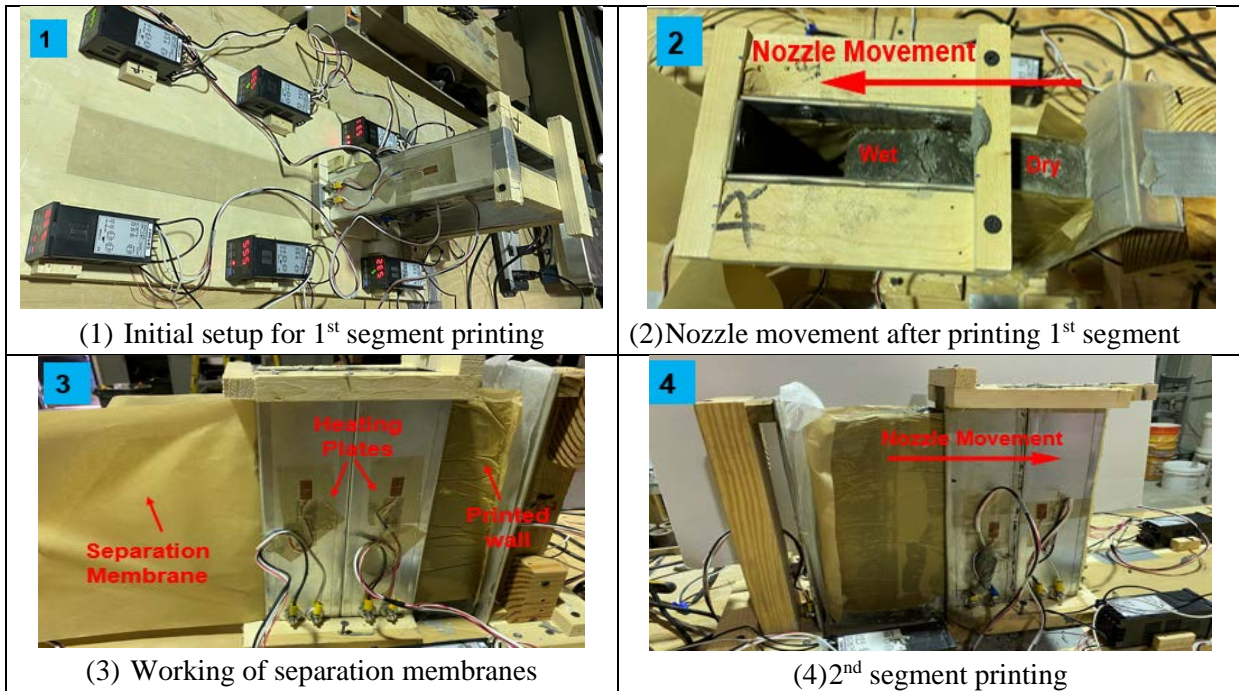 1
(1) Initial setup for 1st segment printing
2
Nozzle Movement
Wet
Dry
(2) Nozzle movement after printing 1st segment
3
Heating
Plates
Separation
Membrane
Printed
wall
(3) Working of separation membranes
4
Nozzle Movement
(4) 2nd segment printing